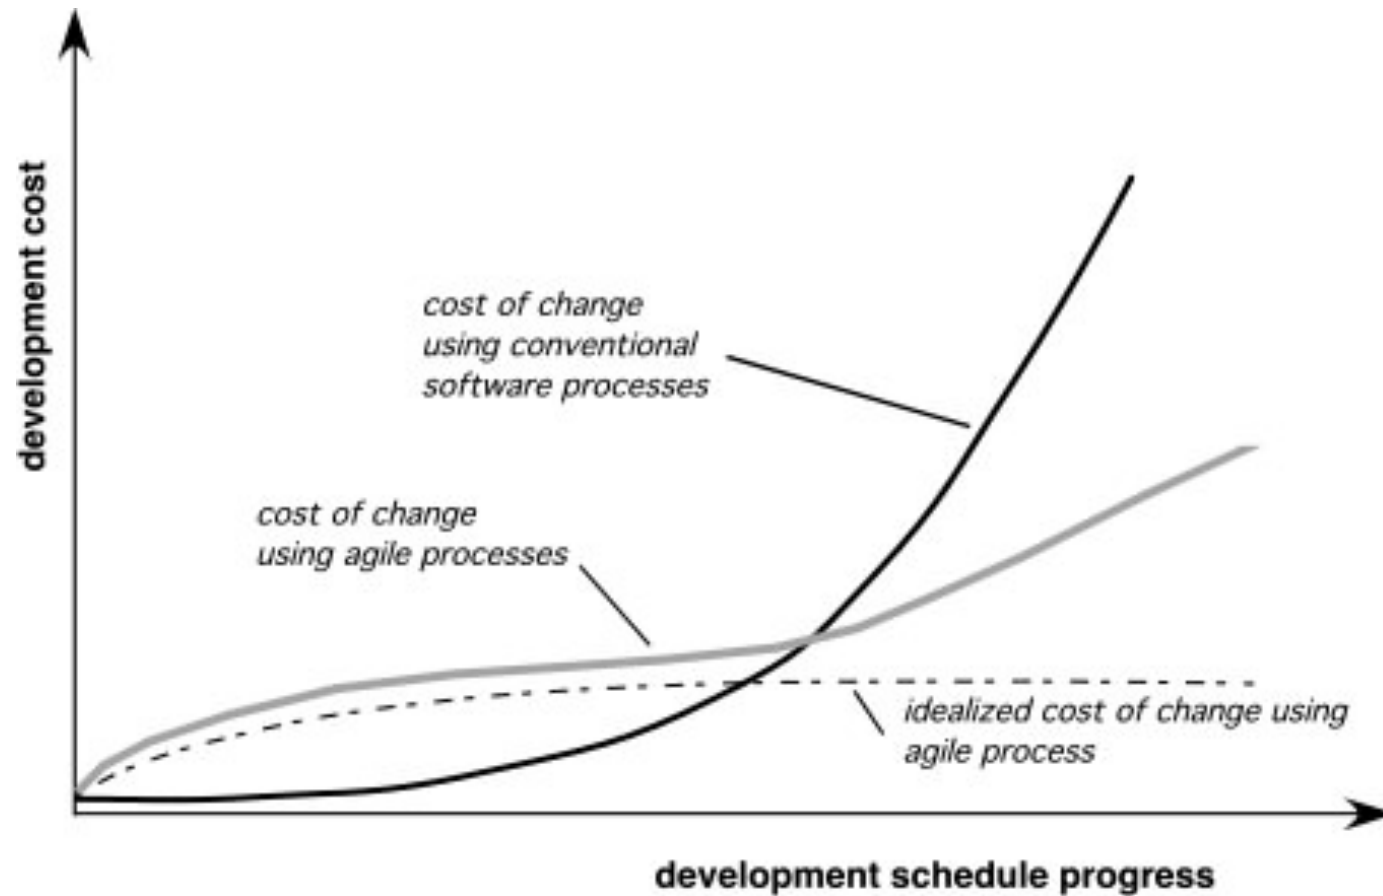 development cost
cost of change
using conventional
software processes
cost of change
using agile processes
idealized cost of change using
agile process
development schedule progress